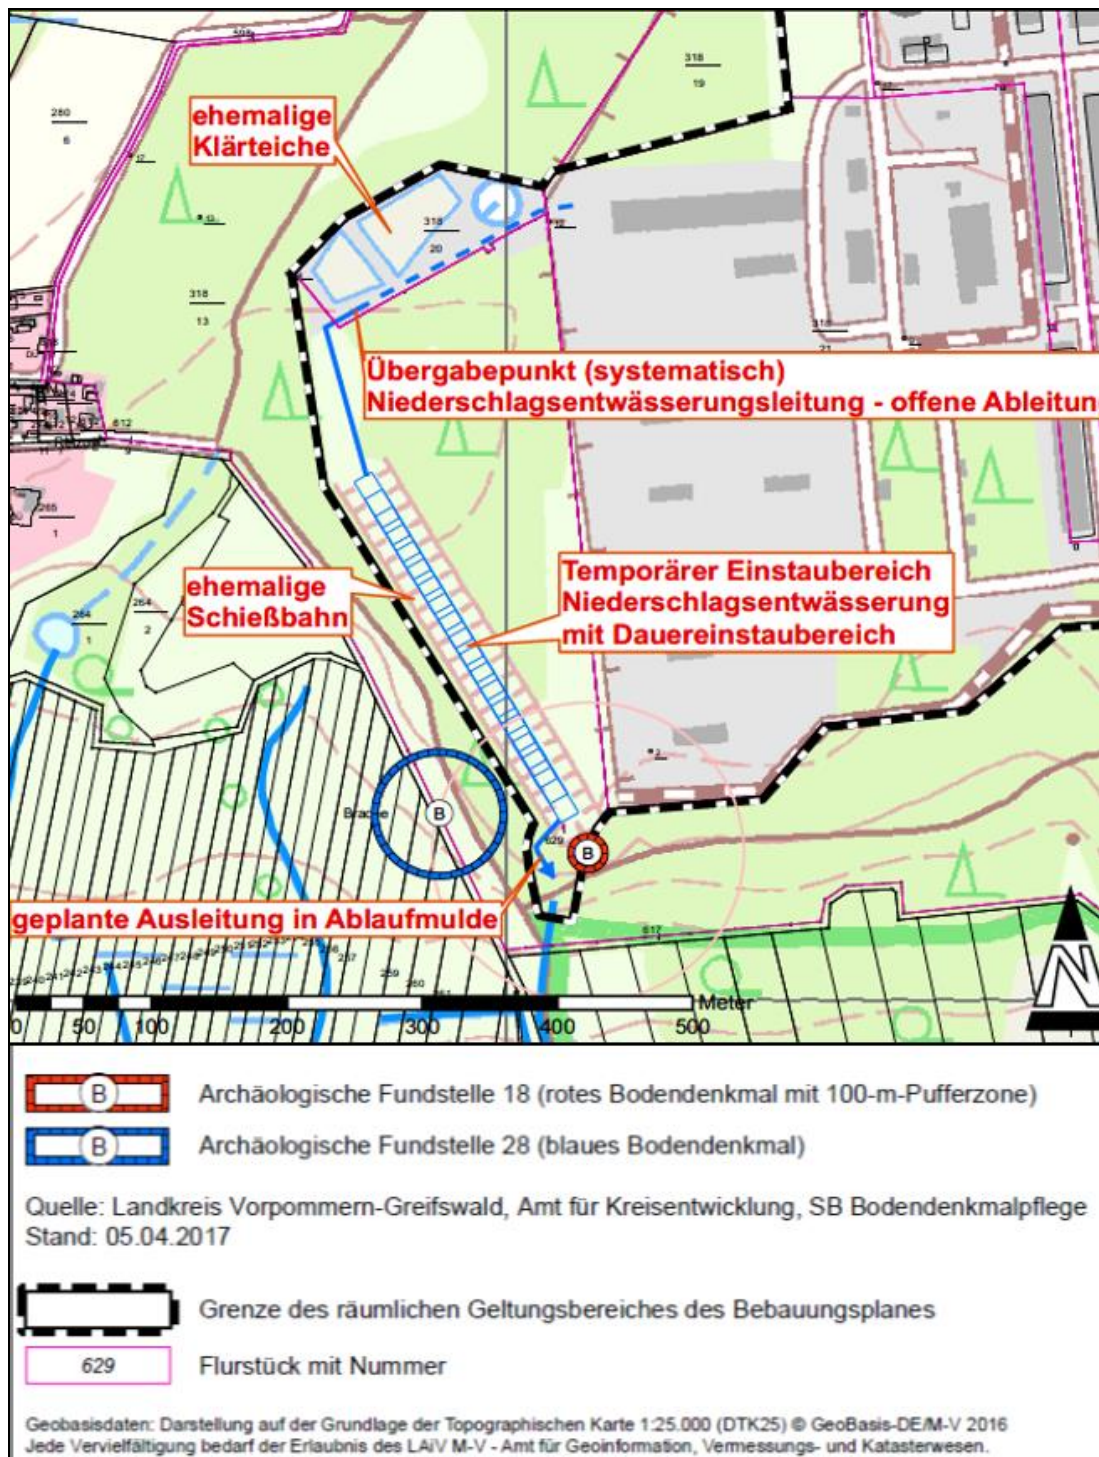 598
318
19
280
6
ehemalige
Klärteiche
318
20
318
13
318
21
Übergabepunkt (systematisch)
Niederschlagsentwässerungsleitung - offene Ableitun
612
265
1
264
1
264
2
ehemalige
Schießbahn
Temporärer Einstaubereich
Niederschlagsentwässerung
mit Dauereinstaubereich
B
629
B
geplante Ausleitung in Ablaufmulde
617
257
259
260
N
Meter
0 50 100 200 300 400 500
B Archäologische Fundstelle 18 (rotes Bodendenkmal mit 100-m-Pufferzone)
B Archäologische Fundstelle 28 (blaues Bodendenkmal)
Quelle: Landkreis Vorpommern-Greifswald, Amt für Kreisentwicklung, SB Bodendenkmalpflege
Stand: 05.04.2017
Grenze des räumlichen Geltungsbereiches des Bebauungsplanes
629 Flurstück mit Nummer
Geobasisdaten: Darstellung auf der Grundlage der Topographischen Karte 1:25.000 (DTK25) © GeoBasis-DE/M-V 2016
Jede Vervielfältigung bedarf der Erlaubnis des LAiV M-V - Amt für Geoinformation, Vermessungs- und Katasterwesen.